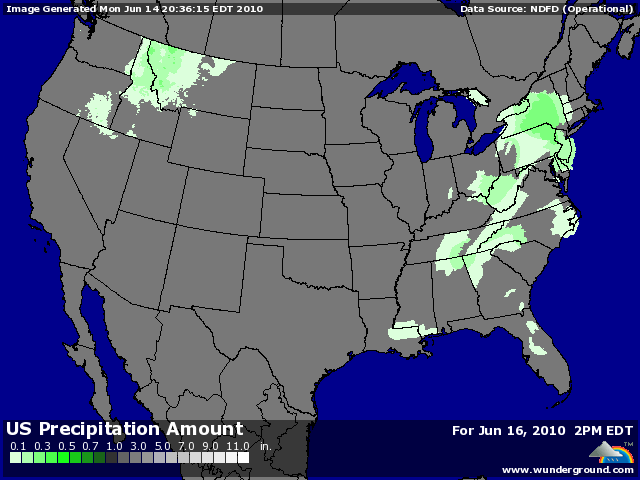 Image Generated Mon Jun 14 20:36:15 EDT 2010 Data Source: NDFD (Operational)
US Precipitation Amount For Jun 16, 2010 2PM EDT
0.1 0.3 0.5 0.7 1.0 3.0 5.0 7.0 9.0 11.0 in.
www.wunderground.com